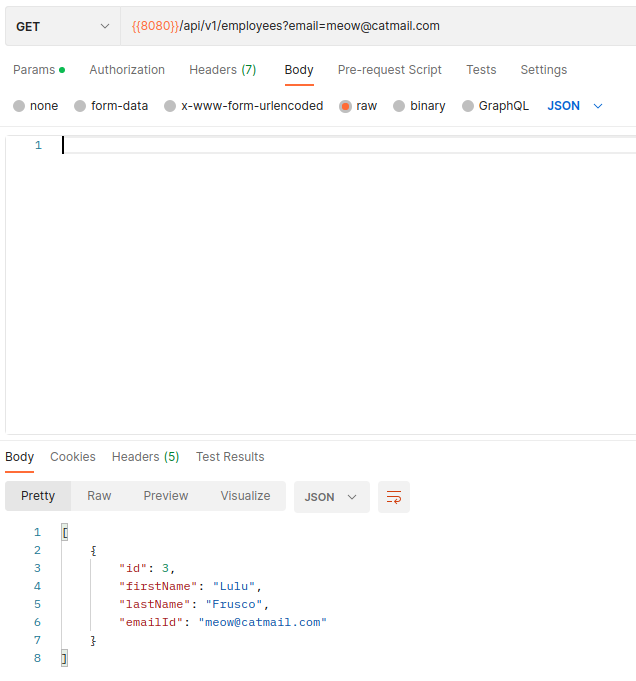 GET {{8080}}/api/v1/employees?email=meow@catmail.com
Params Authorization Headers (7) Body Pre-request Script Tests Settings
none form-data x-www-form-urlencoded raw binary GraphQL JSON
1
Body Cookies Headers (5) Test Results
Pretty Raw Preview Visualize JSON
1 [
2 {
3 "id": 3,
4 "firstName": "Lulu",
5 "lastName": "Frusco",
6 "emailId": "meow@catmail.com"
7 }
8 ]